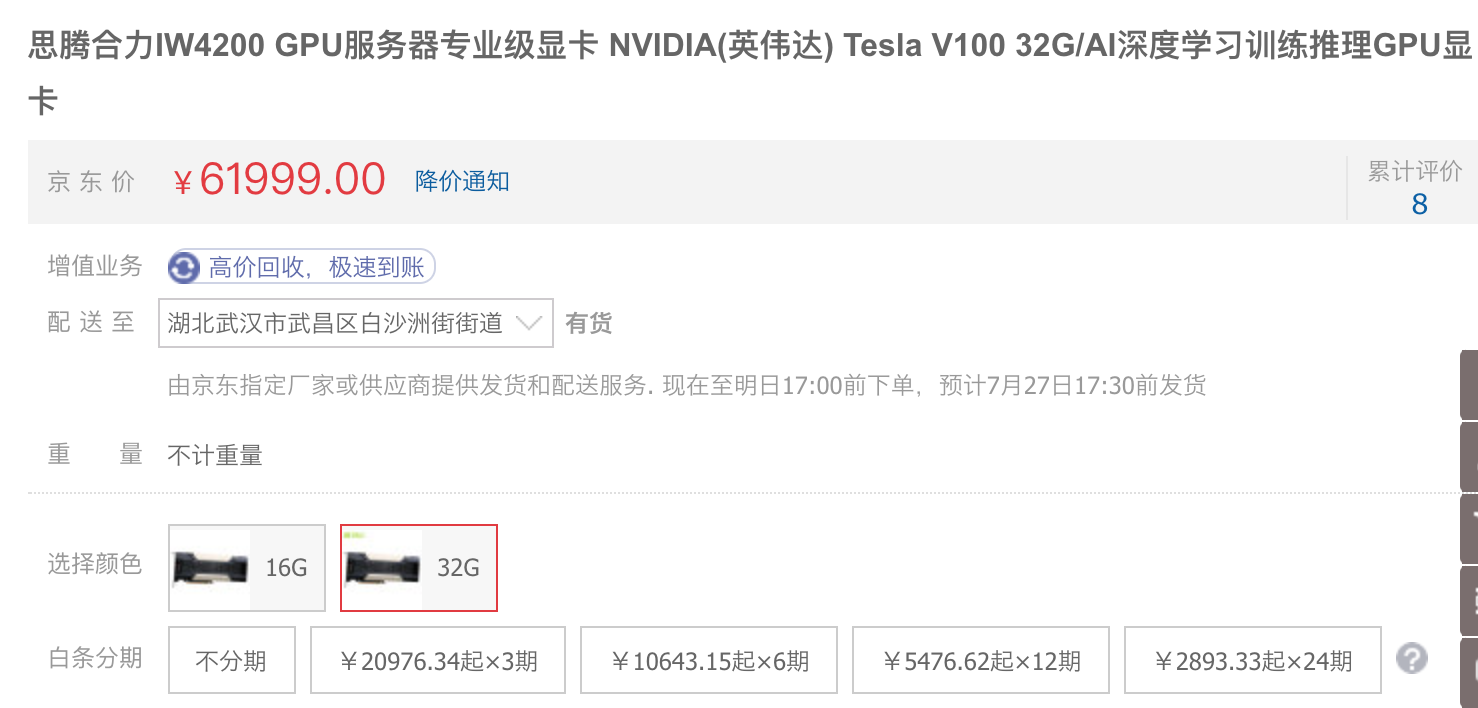 思腾合力IW4200 GPU服务器专业级显卡 NVIDIA(英伟达) Tesla V100 32G/AI深度学习训练推理GPU显
卡
京 东 价 ￥61999.00 降价通知 累计评价
8
增值业务 高价回收，极速到账
配 送 至 湖北武汉市武昌区白沙洲街街道 有货
由京东指定厂家或供应商提供发货和配送服务. 现在至明日17:00前下单，预计7月27日17:30前发货
重 量 不计重量
选择颜色 16G 32G
白条分期 不分期 ￥20976.34起×3期 ￥10643.15起×6期 ￥5476.62起×12期 ￥2893.33起×24期 ?